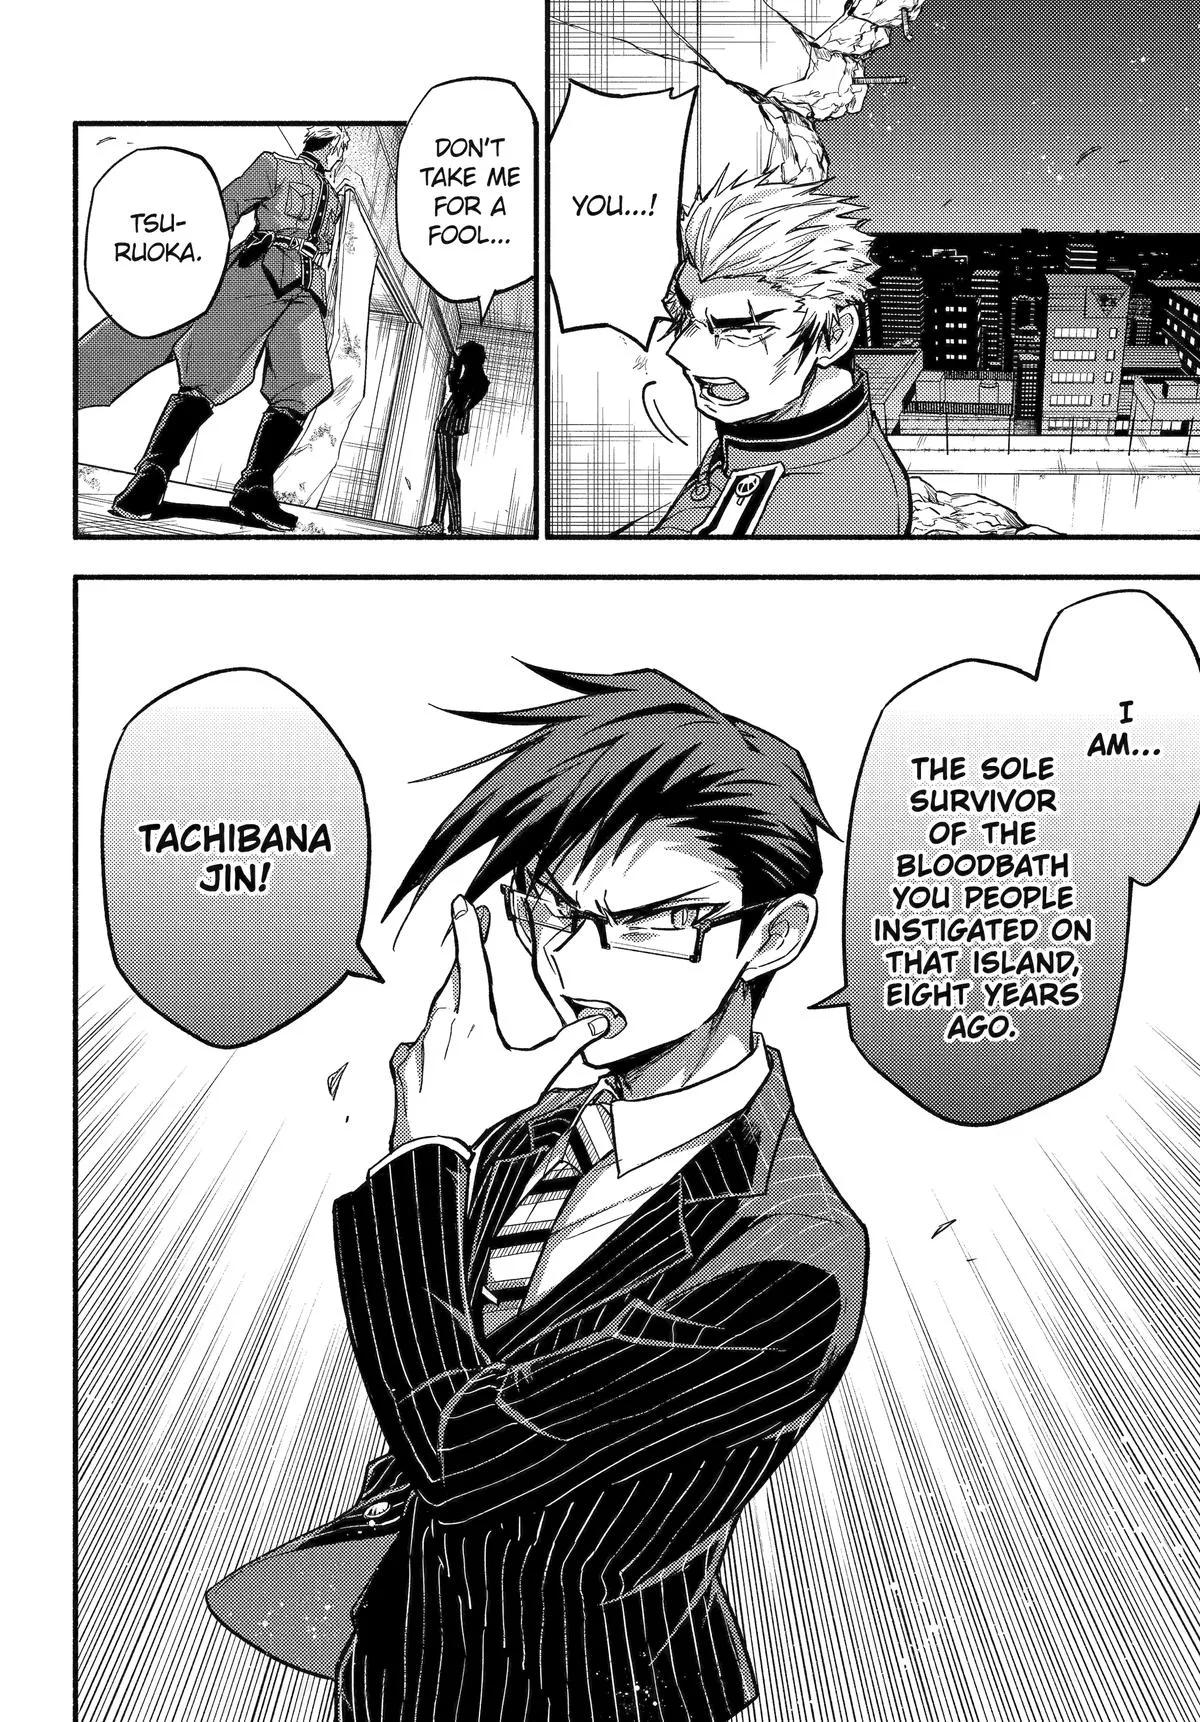 YOU...!
DON'T
TAKE ME
FOR A
FOOL...
TSU-
RUOKA.
I
AM...
THE SOLE
SURVIVOR
OF THE
BLOODBATH
YOU PEOPLE
INSTIGATED ON
THAT ISLAND,
EIGHT YEARS
AGO.
TACHIBANA
JIN!